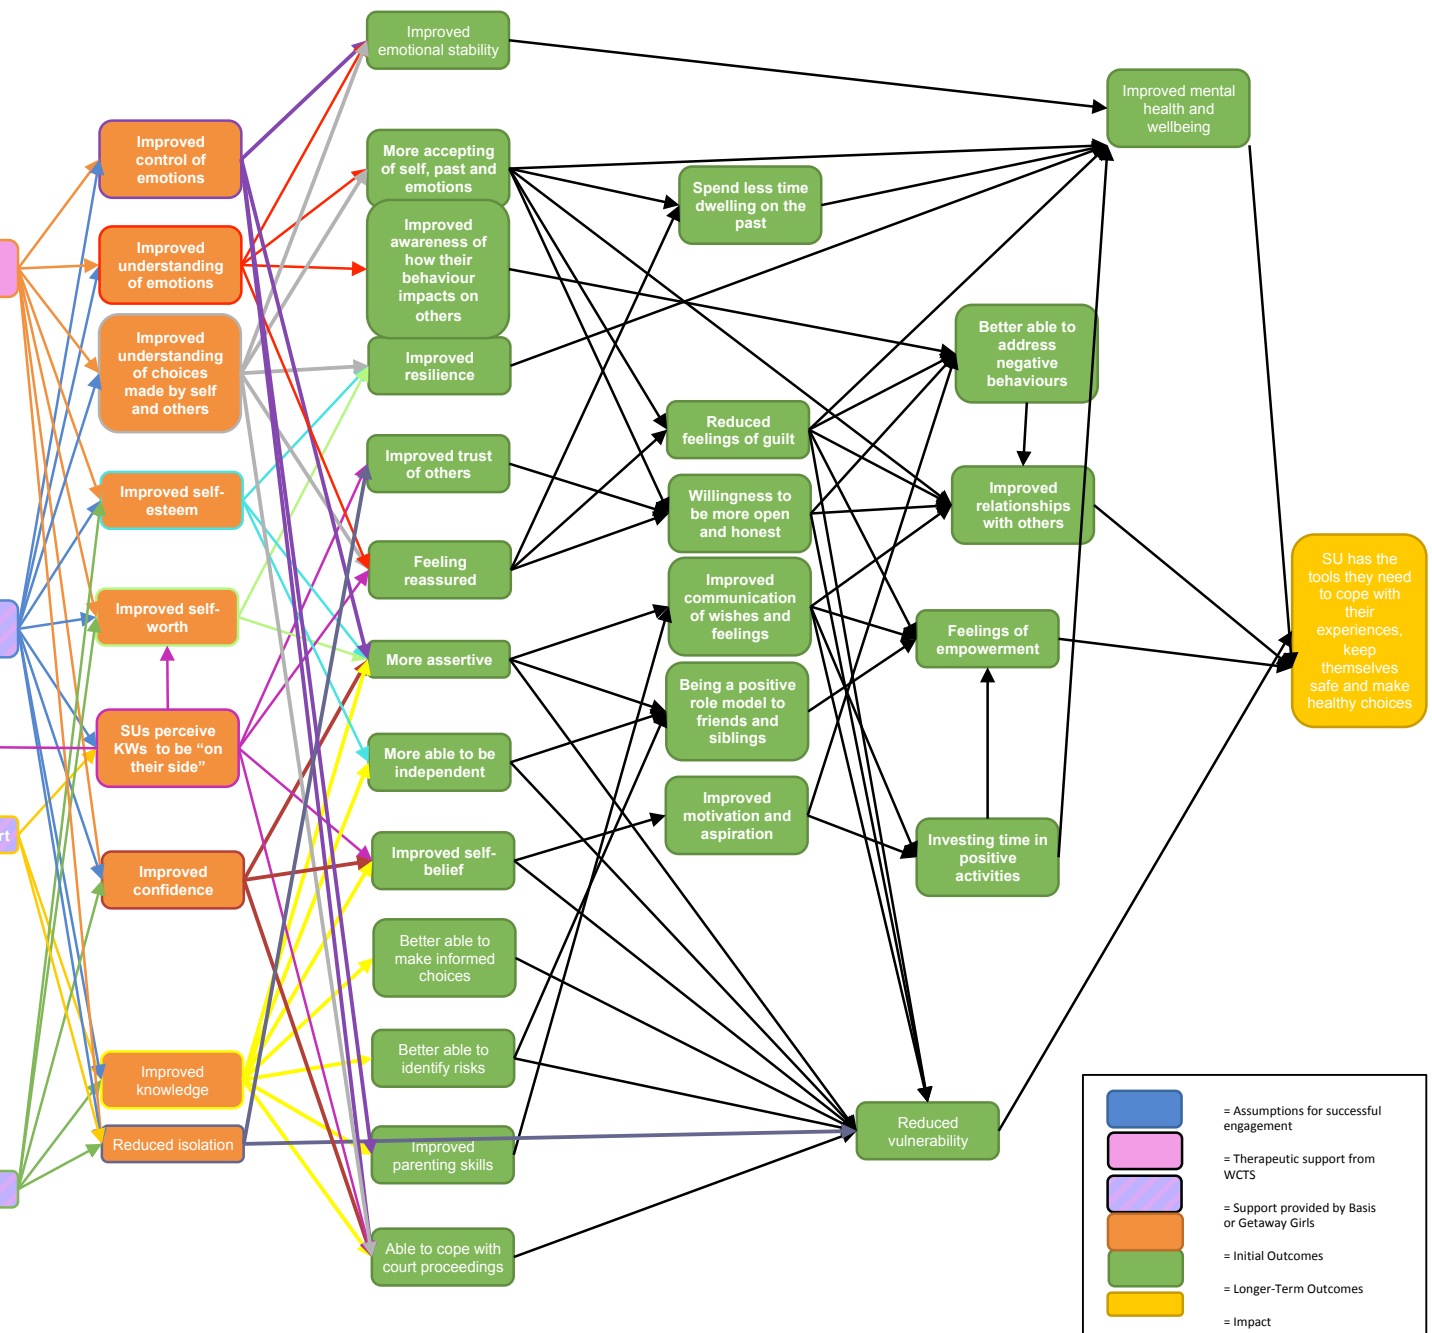 Improved
emotional stability
Improved mental
health and
wellbeing
Improved
control of
emotions
More accepting
of self, past and
emotions
Spend less time
dwelling on the
past
Improved
understanding
of emotions
Improved
awareness of
how their
behaviour
impacts on
others
Improved
understanding
of choices
made by self
and others
Improved
resilience
Better able to
address
negative
behaviours
Reduced
feelings of guilt
Improved trust
of others
Improved self-
esteem
Willingness to
be more open
and honest
Improved
relationships
with others
Feeling
reassured
Improved
communication
of wishes and
feelings
SU has the
tools they need
to cope with
their
experiences,
keep
themselves
safe and make
healthy choices
Improved self-
worth
More assertive
Feelings of
empowerment
Being a positive
role model to
friends and
siblings
SUs perceive
KWs to be “on
their side”
More able to be
independent
Improved
motivation and
aspiration
rt
Improved
confidence
Improved self-
belief
Investing time in
positive
activities
Better able to
make informed
choices
Improved
knowledge
Better able to
identify risks
Reduced isolation
Improved
parenting skills
Reduced
vulnerability
Able to cope with
court proceedings
= Assumptions for successful
engagement
= Therapeutic support from
WCTS
= Support provided by Basis
or Getaway Girls
= Initial Outcomes
= Longer-Term Outcomes
= Impact